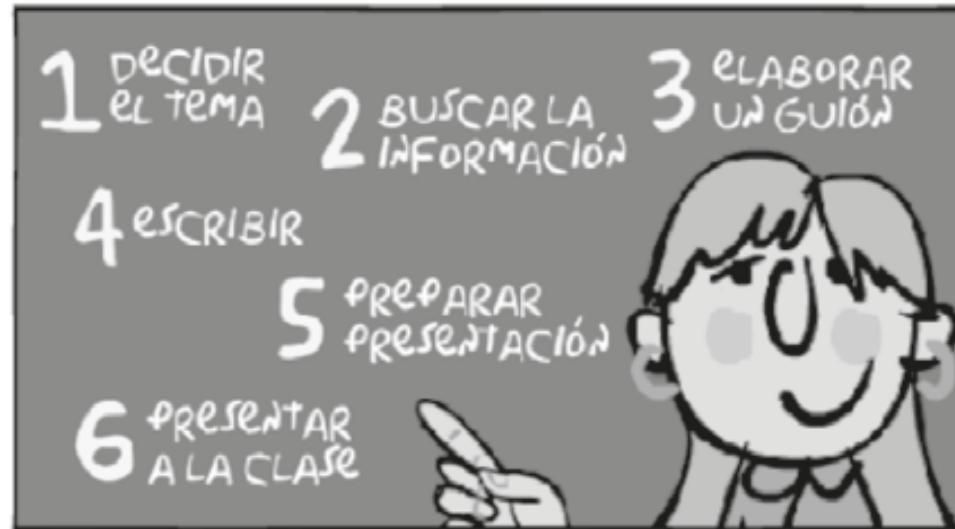 1 DECIDIR
EL TEMA
2 BUSCAR LA
INFORMACIÓN
3 ELABORAR
UN GUIÓN
4 ESCRIBIR
5 PREPARAR
PRESENTACIÓN
6 PRESENTAR
A LA CLASE